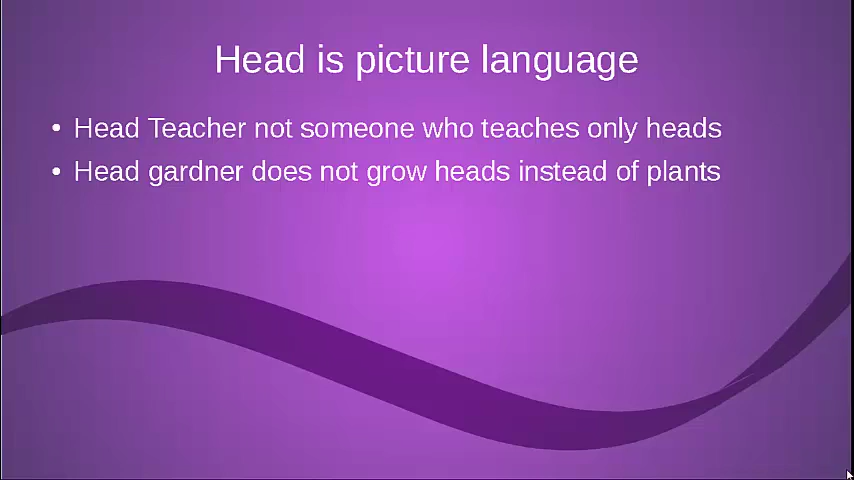 Head is picture language
• Head Teacher not someone who teaches only heads
• Head gardner does not grow heads instead of plants